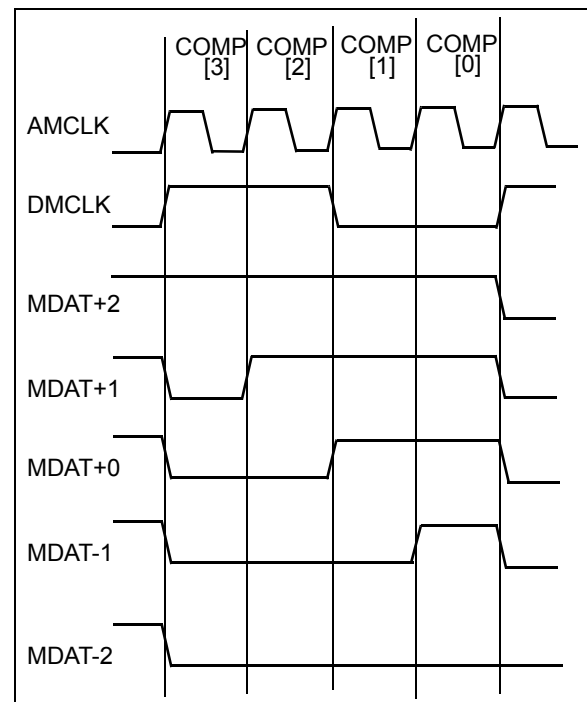 COMP COMP COMP COMP
[3] [2] [1] [0]
AMCLK
DMCLK
MDAT+2
MDAT+1
MDAT+0
MDAT-1
MDAT-2